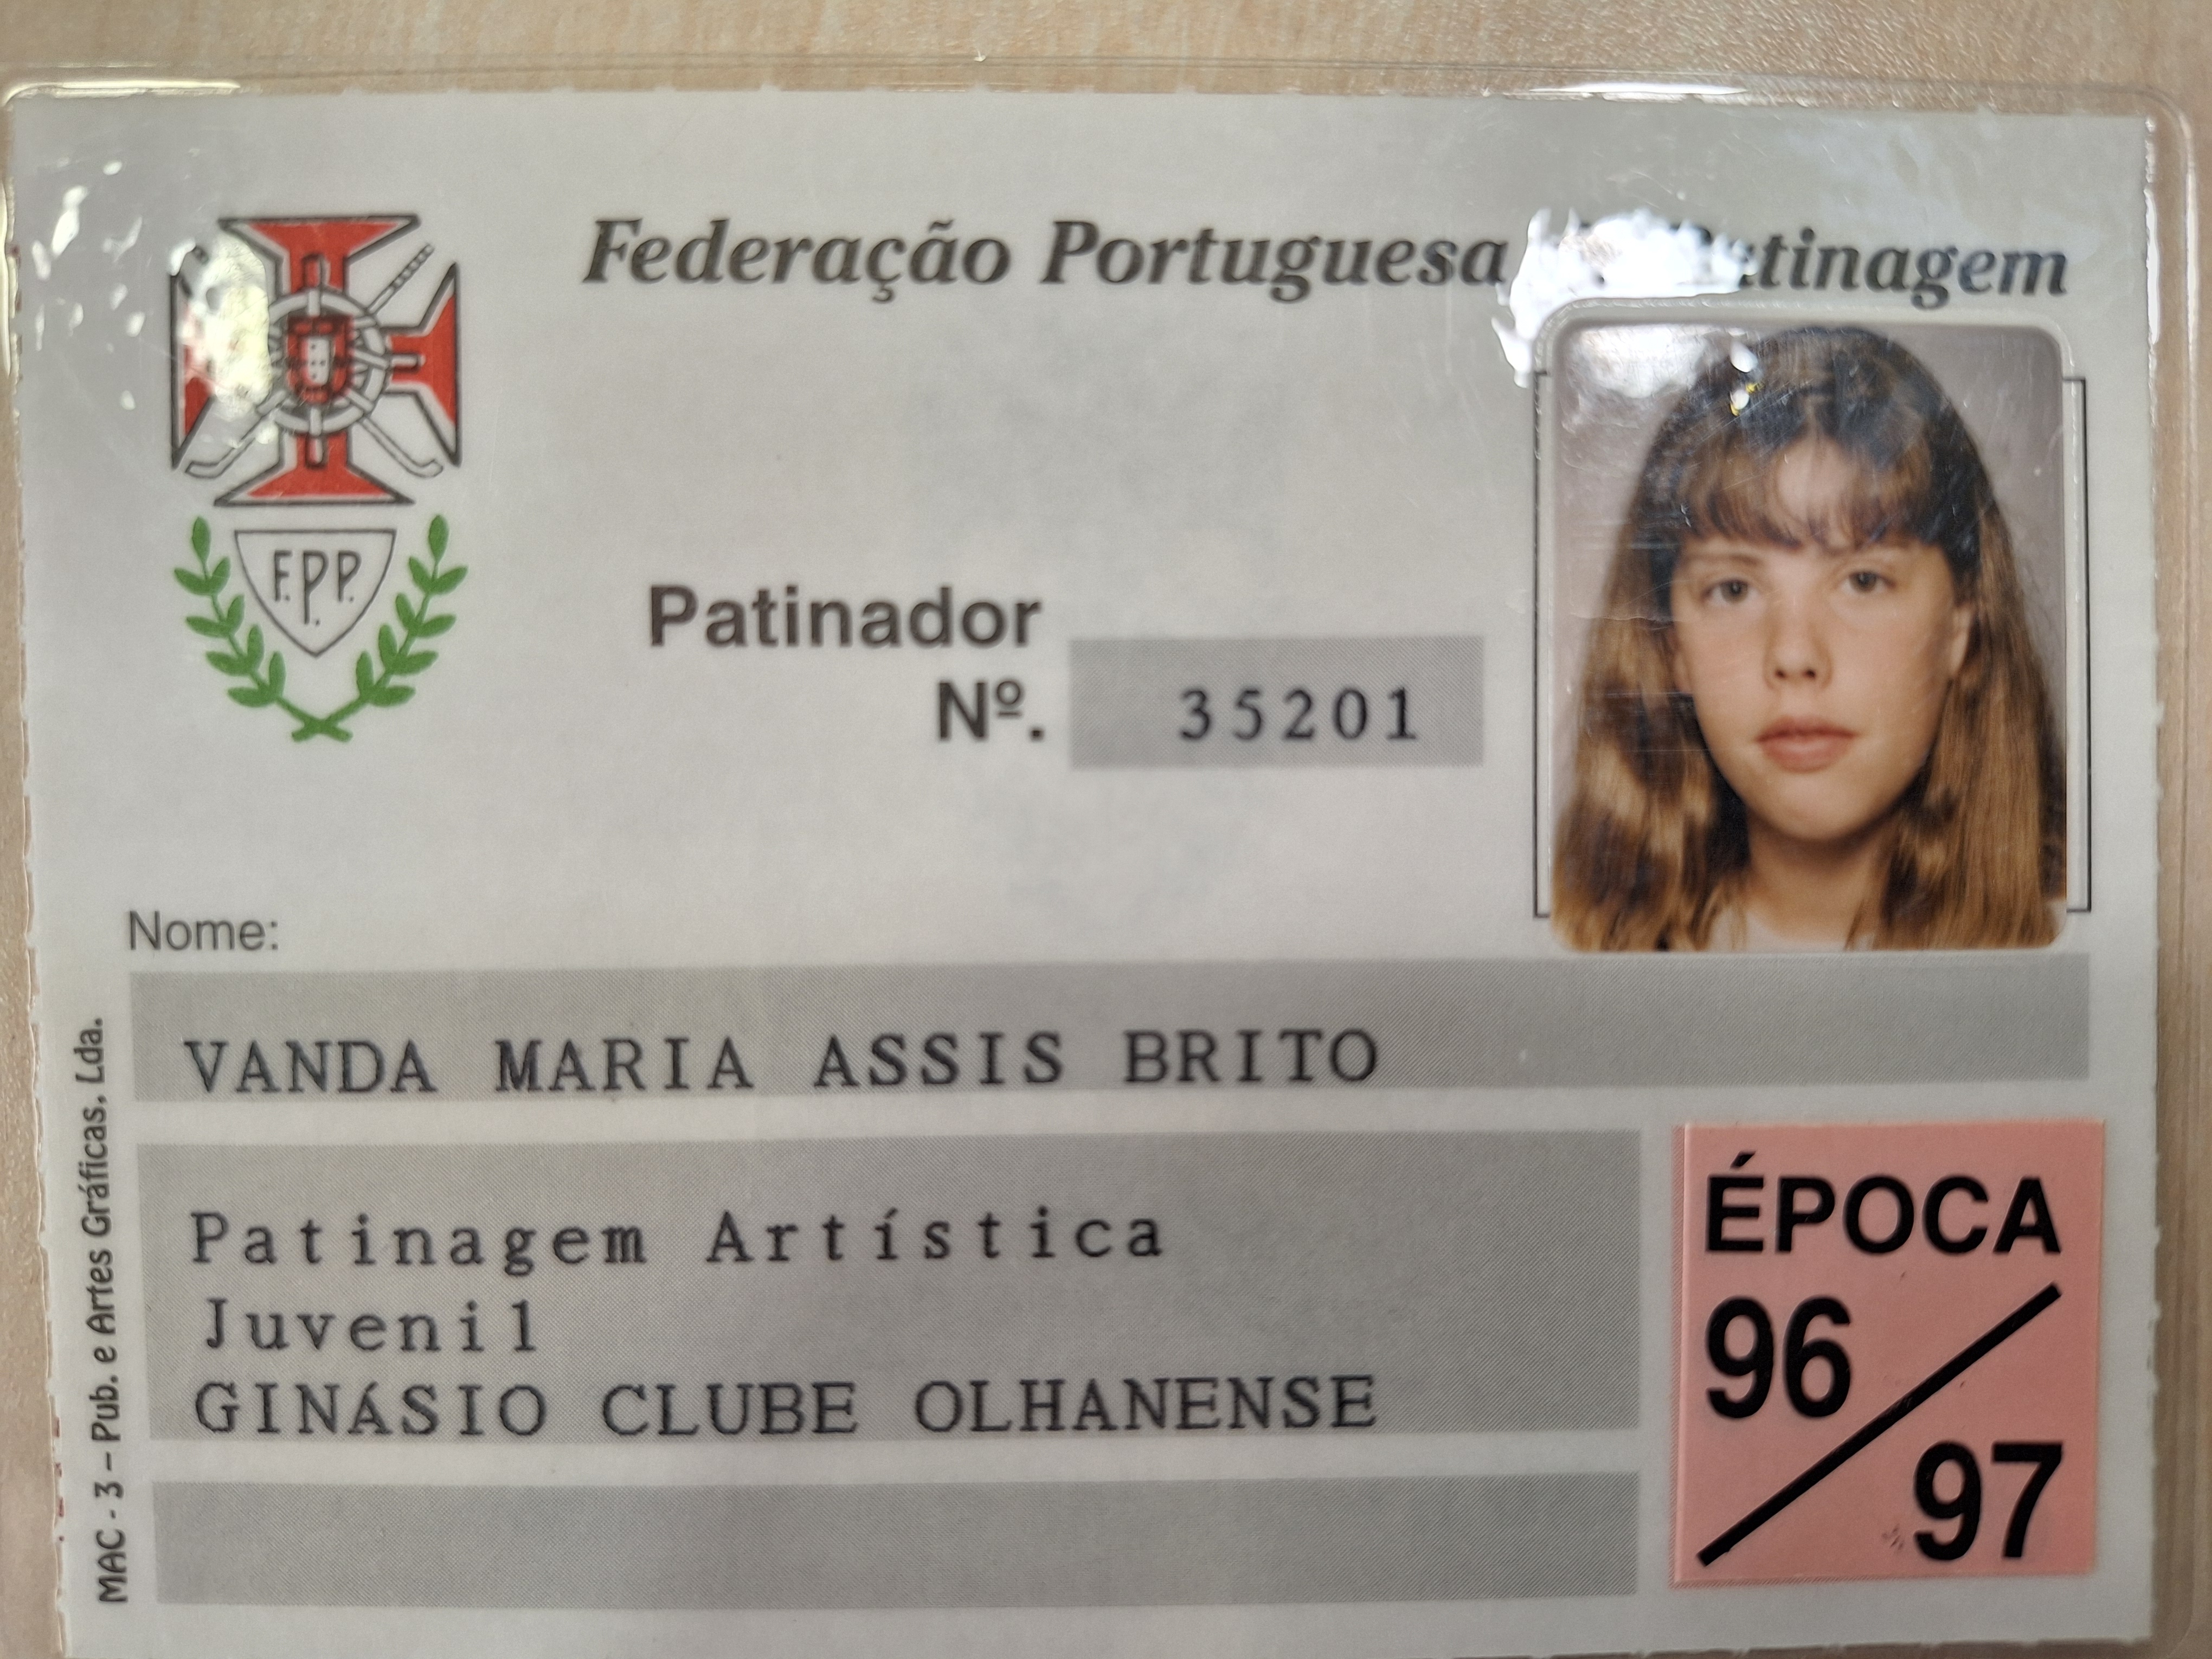 Federação Portuguesa Patinagem
F.P.P.
Patinador
Nº. 35201
Nome:
VANDA MARIA ASSIS BRITO
Patinagem Artística
Juvenil
GINÁSIO CLUBE OLHANENSE
ÉPOCA
96
97
MAC - 3 – Pub. e Artes Gráficas, Lda.